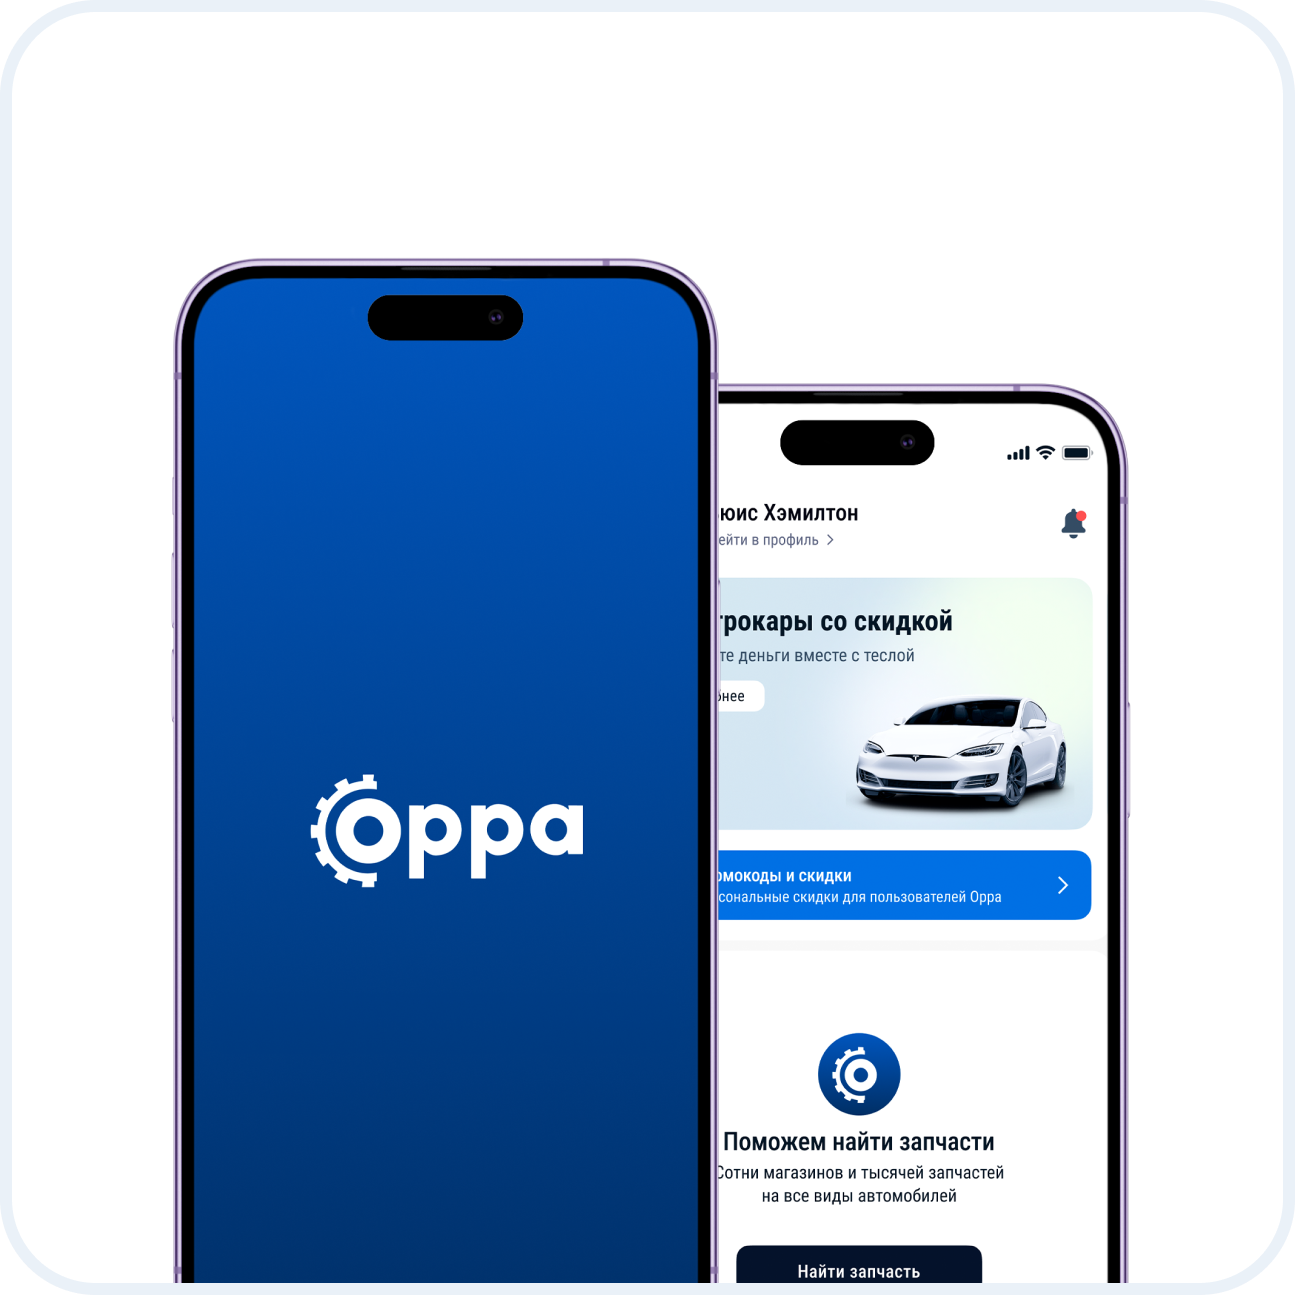 oppa
юис Хэмилтон
ейти в профиль
трокары со скидкой
те деньги вместе с теслой
бнее
омокоды и скидки
сональные скидки для пользователей Oppa
Поможем найти запчасти
Сотни магазинов и тысячей запчастей
на все виды автомобилей
Найти запчасть